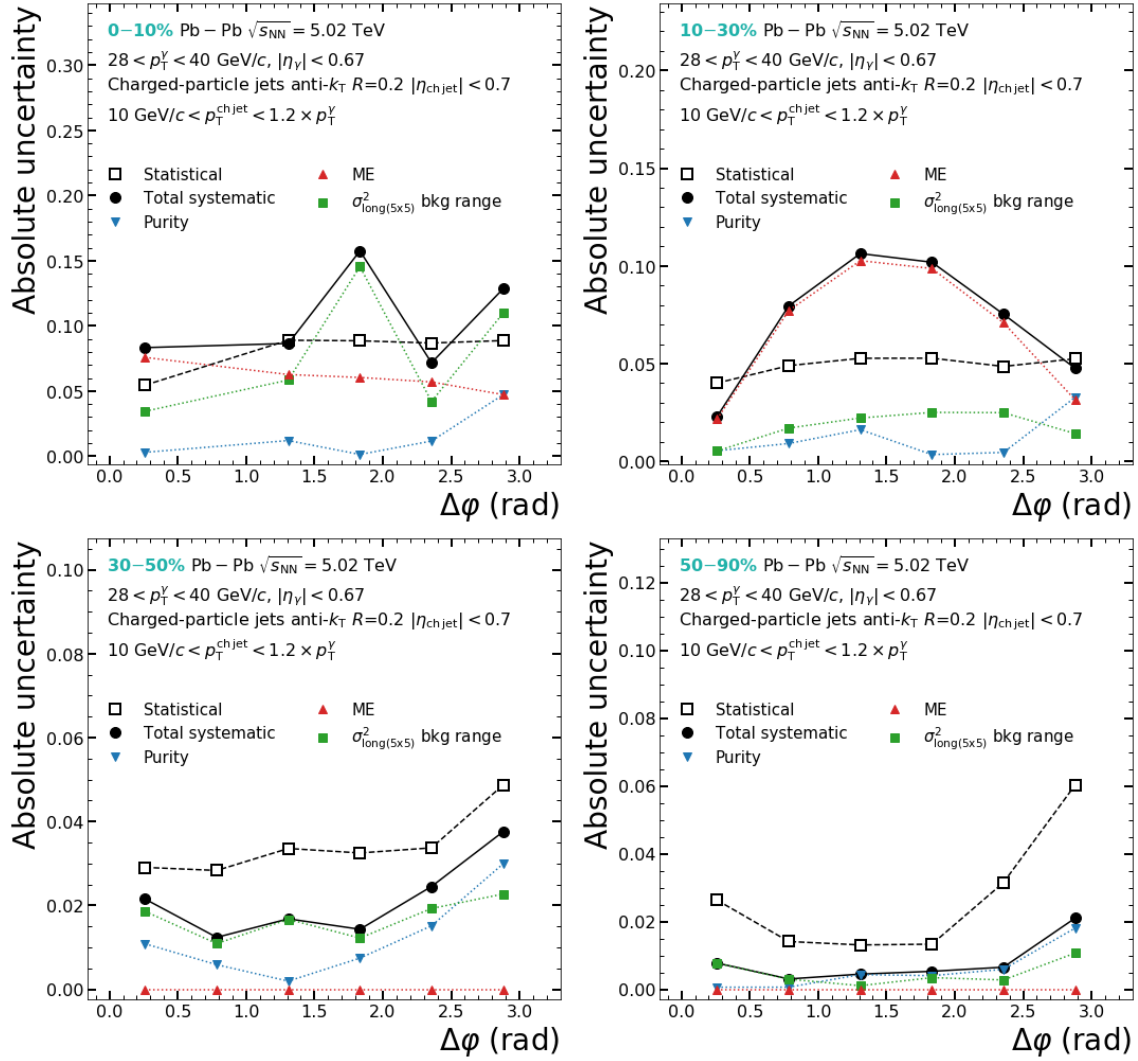 0−10% Pb − Pb √sNN = 5.02 TeV
28 < pTγ < 40 GeV/c, |ηγ| < 0.67
Charged-particle jets anti-kT R=0.2 |ηch jet| < 0.7
10 GeV/c < pTch jet < 1.2 × pTγ
Statistical
Total systematic
Purity
ME
σ²long(5x5) bkg range
Absolute uncertainty
0.30
0.25
0.20
0.15
0.10
0.05
0.00
0.0 0.5 1.0 1.5 2.0 2.5 3.0
Δφ (rad)
10−30% Pb − Pb √sNN = 5.02 TeV
28 < pTγ < 40 GeV/c, |ηγ| < 0.67
Charged-particle jets anti-kT R=0.2 |ηch jet| < 0.7
10 GeV/c < pTch jet < 1.2 × pTγ
Statistical
Total systematic
Purity
ME
σ²long(5x5) bkg range
Absolute uncertainty
0.20
0.15
0.10
0.05
0.00
0.0 0.5 1.0 1.5 2.0 2.5 3.0
Δφ (rad)
30−50% Pb − Pb √sNN = 5.02 TeV
28 < pTγ < 40 GeV/c, |ηγ| < 0.67
Charged-particle jets anti-kT R=0.2 |ηch jet| < 0.7
10 GeV/c < pTch jet < 1.2 × pTγ
Statistical
Total systematic
Purity
ME
σ²long(5x5) bkg range
Absolute uncertainty
0.10
0.08
0.06
0.04
0.02
0.00
0.0 0.5 1.0 1.5 2.0 2.5 3.0
Δφ (rad)
50−90% Pb − Pb √sNN = 5.02 TeV
28 < pTγ < 40 GeV/c, |ηγ| < 0.67
Charged-particle jets anti-kT R=0.2 |ηch jet| < 0.7
10 GeV/c < pTch jet < 1.2 × pTγ
Statistical
Total systematic
Purity
ME
σ²long(5x5) bkg range
Absolute uncertainty
0.12
0.10
0.08
0.06
0.04
0.02
0.00
0.0 0.5 1.0 1.5 2.0 2.5 3.0
Δφ (rad)